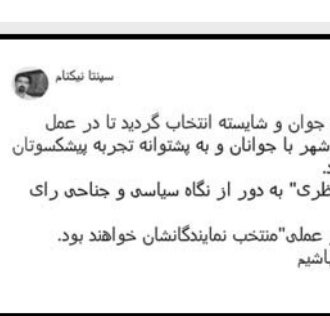 سپنتا نیکنام
جوان و شایسته انتخاب گردید تا در عمل
شهر با جوانان و به پشتوانه تجربه پیشکسوتان
د.
ظری" به دور از نگاه سیاسی و جناحی رای
عملی"منتخب نمایندگانشان خواهند بود.
باشیم